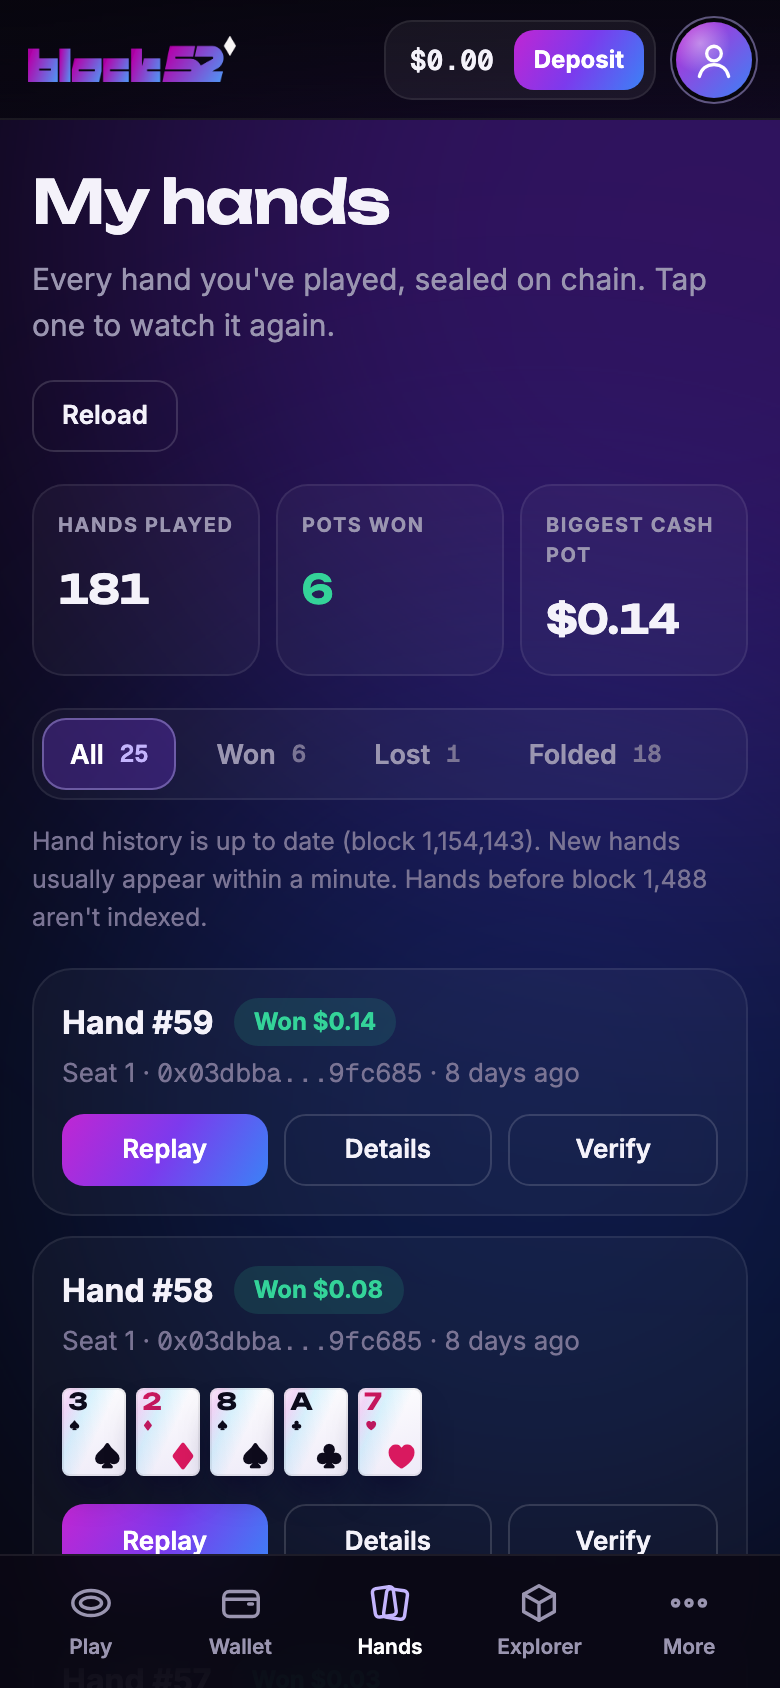 block52
$0.00
Deposit
My hands
Every hand you've played, sealed on chain. Tap
one to watch it again.
Reload
HANDS PLAYED
181
POTS WON
6
BIGGEST CASH
POT
$0.14
All 25
Won 6
Lost 1
Folded 18
Hand history is up to date (block 1,154,143). New hands
usually appear within a minute. Hands before block 1,488
aren't indexed.
Hand #59 Won $0.14
Seat 1 · 0x03dbba...9fc685 · 8 days ago
Replay
Details
Verify
Hand #58 Won $0.08
Seat 1 · 0x03dbba...9fc685 · 8 days ago
3 2 8 A 7
Replay
Details
Verify
Play
Wallet
Hands
Explorer
More
Hand #57 Won $0.03